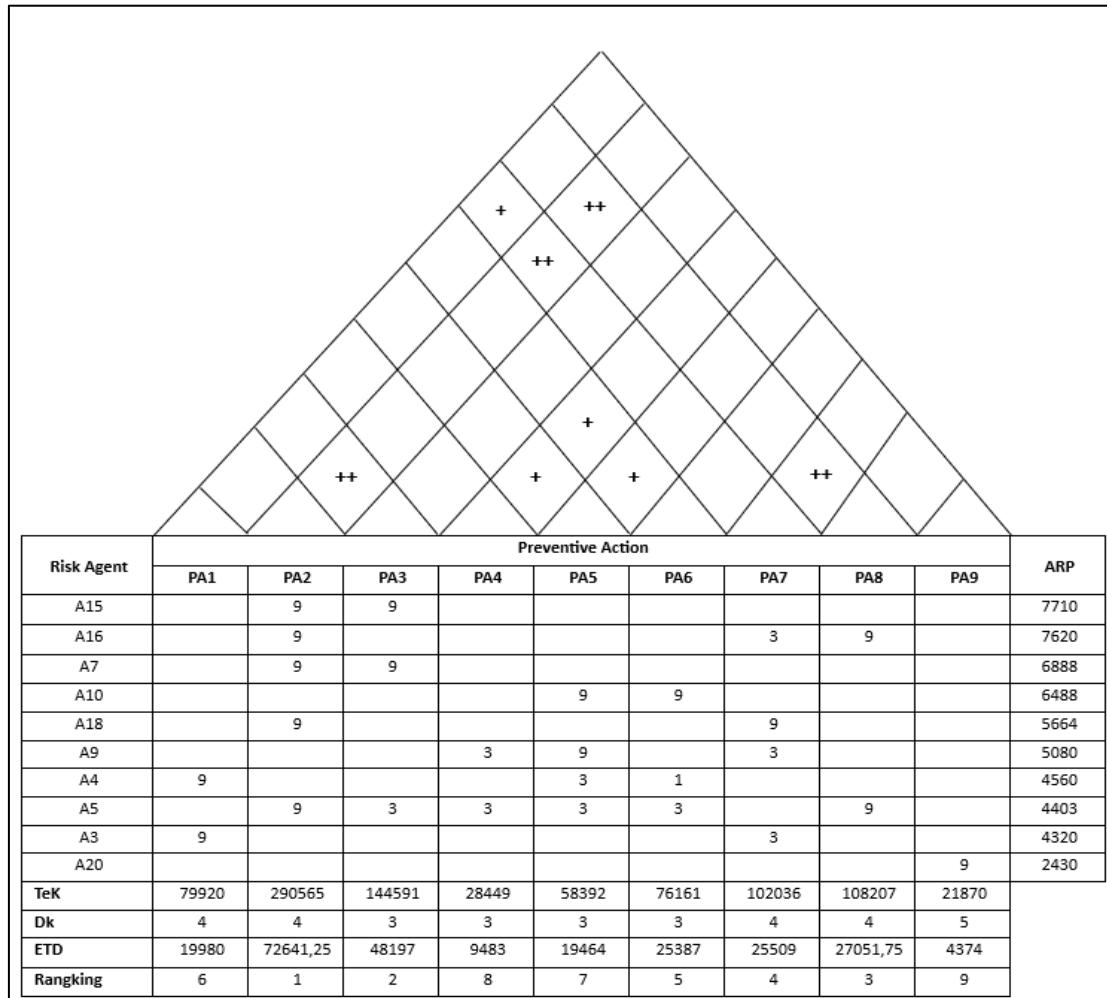 + ++
++
+
++ + + ++
Risk Agent Preventive Action ARP
PA1 PA2 PA3 PA4 PA5 PA6 PA7 PA8 PA9
A15 9 9 7710
A16 9 3 9 7620
A7 9 9 6888
A10 9 9 6488
A18 9 9 5664
A9 3 9 3 5080
A4 9 3 1 4560
A5 9 3 3 3 3 9 4403
A3 9 3 4320
A20 9 2430
TeK 79920 290565 144591 28449 58392 76161 102036 108207 21870
Dk 4 4 3 3 3 3 4 4 5
ETD 19980 72641,25 48197 9483 19464 25387 25509 27051,75 4374
Rangking 6 1 2 8 7 5 4 3 9